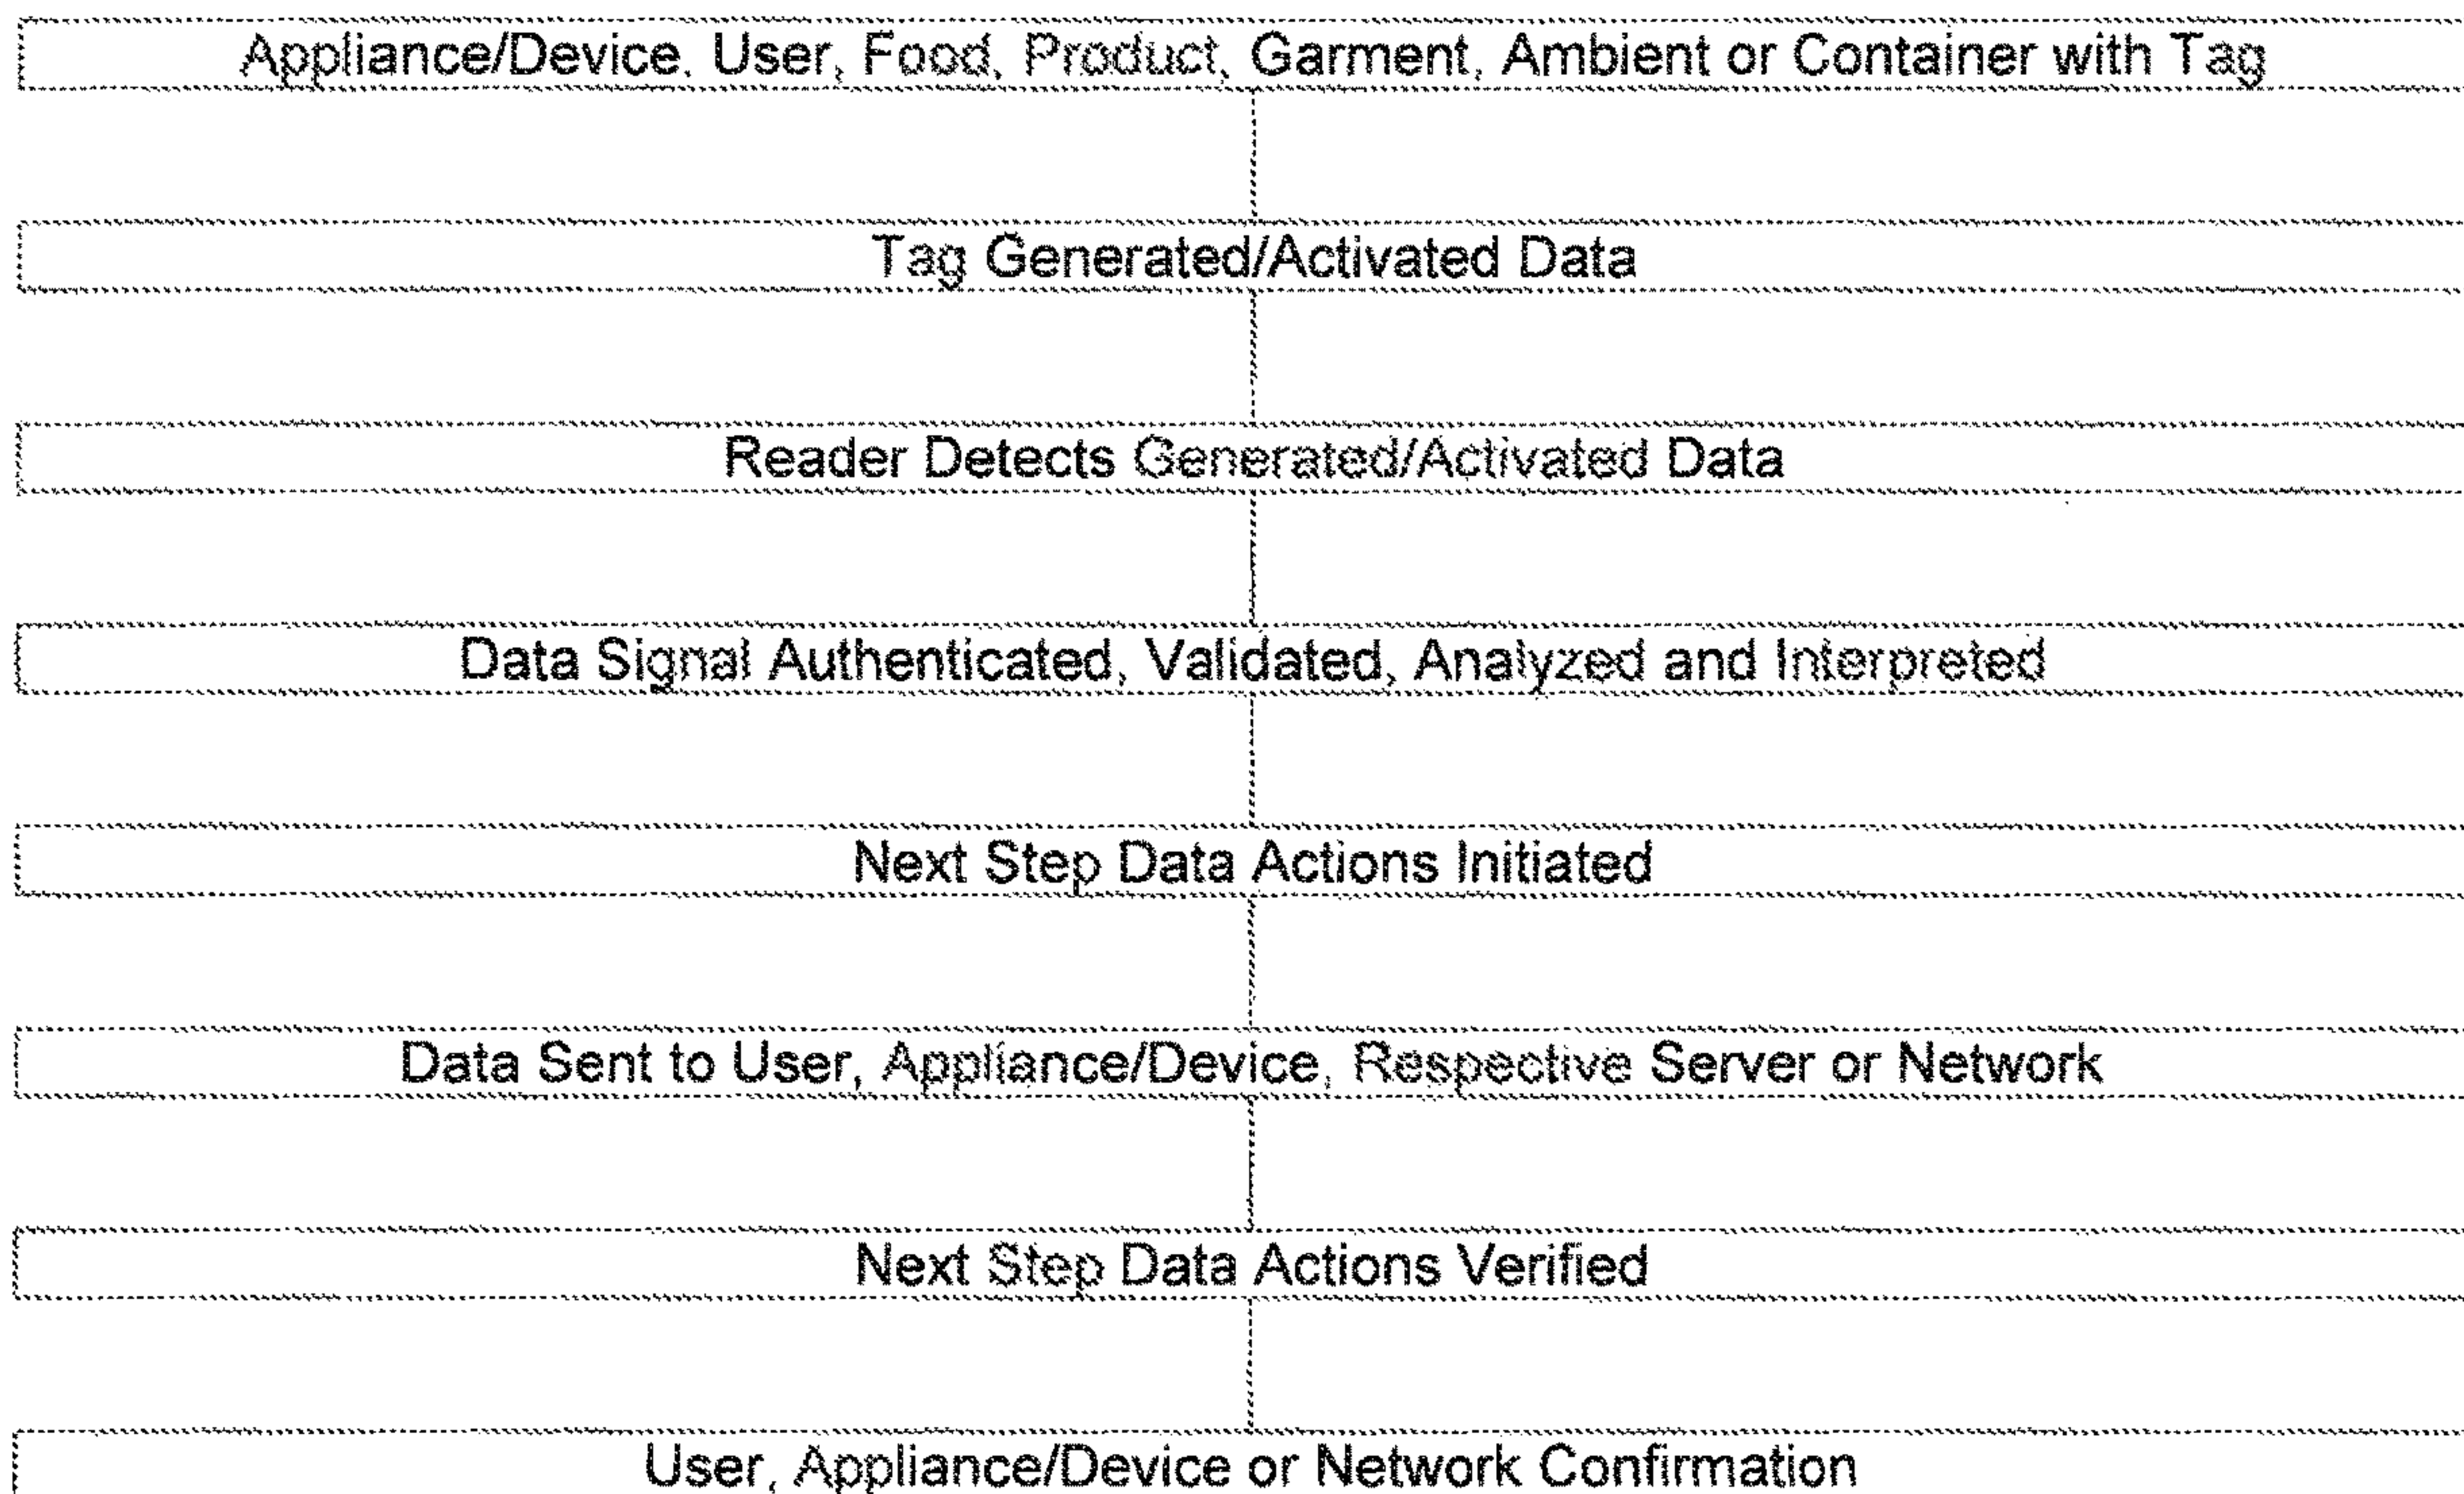 Appliance/Device, User, Food, Product, Garment, Ambient or Container with Tag
Tag Generated/Activated Data
Reader Detects Generated/Activated Data
Data Signal Authenticated, Validated, Analyzed and Interpreted
Next Step Data Actions Initiated
Data Sent to User, Appliance/Device, Respective Server or Network
Next Step Data Actions Verified
User, Appliance/Device or Network Confirmation